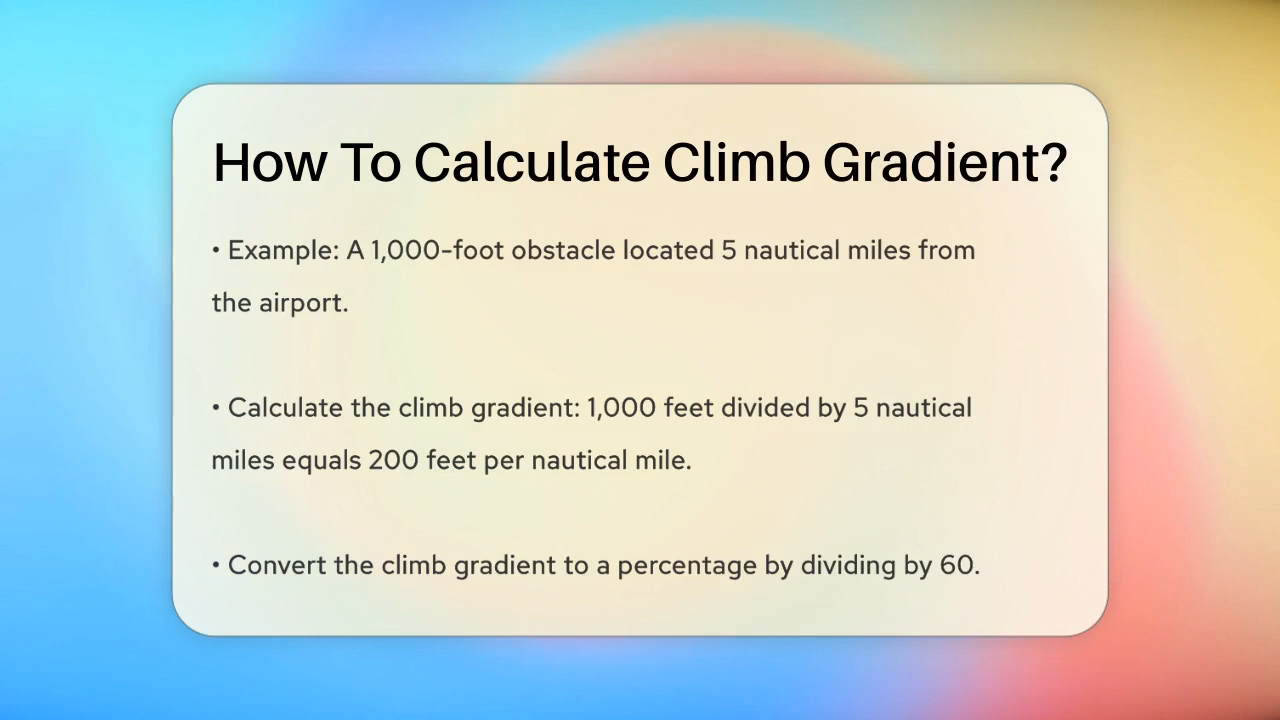 How To Calculate Climb Gradient?
• Example: A 1,000-foot obstacle located 5 nautical miles from
the airport.
• Calculate the climb gradient: 1,000 feet divided by 5 nautical
miles equals 200 feet per nautical mile.
• Convert the climb gradient to a percentage by dividing by 60.